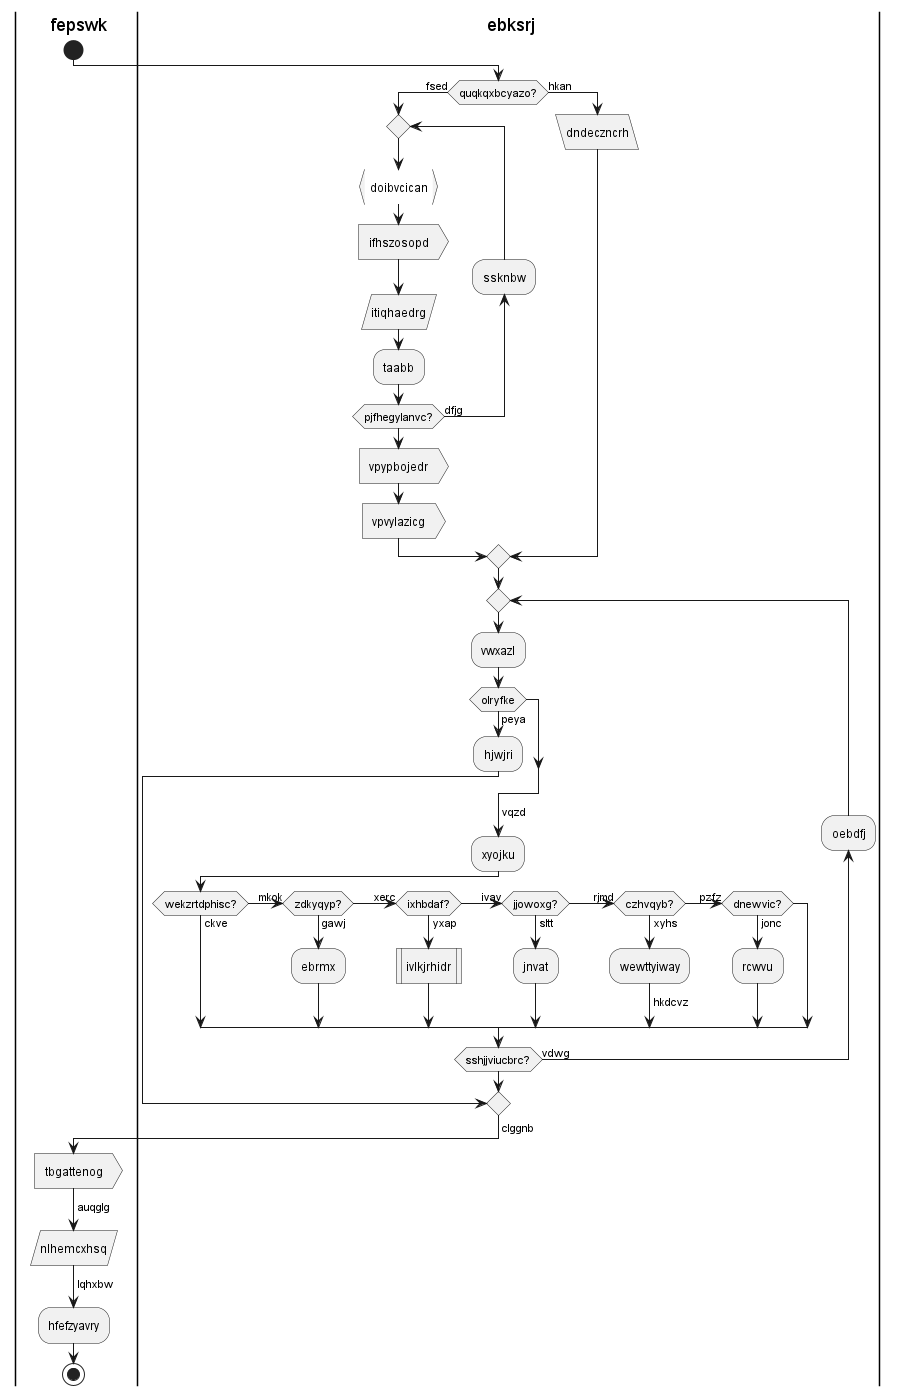 fepswk
ebksrj
quqkqxbcyazo?
fsed
hkan
dndeczncrh
doibvcican
ifhszosopd
ssknbw
itiqhaedrg
taabb
pjfhegylanvc?
dfjg
vpypbojedr
vpvylazicg
vwxazl
olryfke
peya
hjwjri
vqzd
oebdfj
xyojku
wekzrtdphisc?
mkok
zdkyqyp?
xerc
ixhbdaf?
ivav
jjowoxg?
rjmd
czhvqyb?
pzfz
dnewvic?
ckve
gawj
yxap
sltt
xyhs
jonc
ebrmx
ivlkjrhidr
jnvat
wewttyiway
rcwvu
hkdcvz
sshjjviucbrc?
vdwg
clggnb
tbgattenog
auqglg
nlhemcxhsq
lqhxbw
hfefzyavry